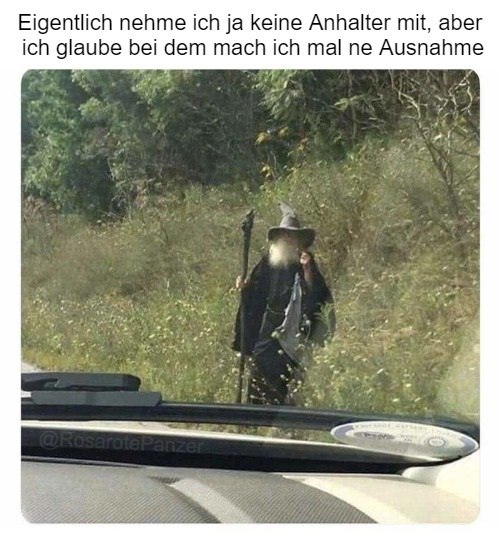 Eigentlich nehme ich ja keine Anhalter mit, aber
ich glaube bei dem mach ich mal ne Ausnahme
@RosarotePanzer